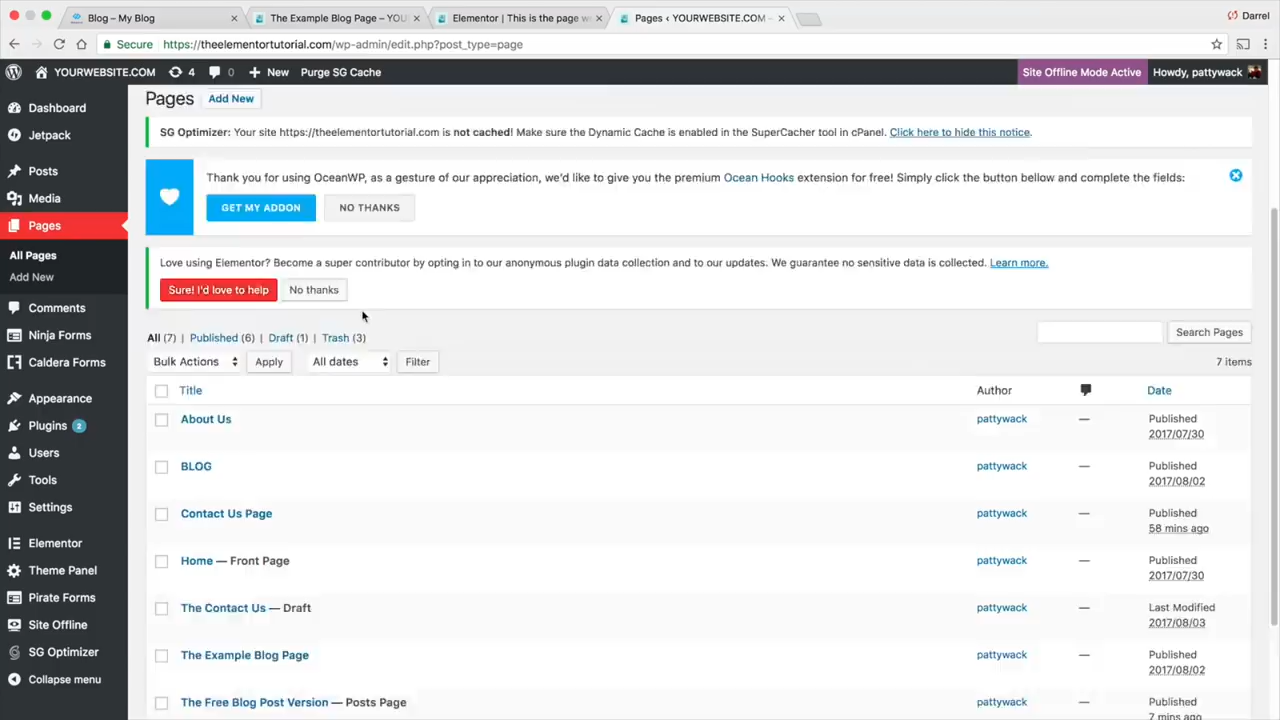 Blog – My Blog
The Example Blog Page – YOU
Elementor | This is the page w
Pages ‹ YOURWEBSITE.COM –
Darrel
Secure https://theelementortutorial.com/wp-admin/edit.php?post_type=page
YOURWEBSITE.COM 4 0 New Purge SG Cache Site Offline Mode Active Howdy, pattywack
Dashboard
Jetpack
Posts
Media
Pages
All Pages
Add New
Comments
Ninja Forms
Caldera Forms
Appearance
Plugins 2
Users
Tools
Settings
Elementor
Theme Panel
Pirate Forms
Site Offline
SG Optimizer
Collapse menu
Pages Add New
SG Optimizer: Your site https://theelementortutorial.com is not cached! Make sure the Dynamic Cache is enabled in the SuperCacher tool in cPanel. Click here to hide this notice.
Thank you for using OceanWP, as a gesture of our appreciation, we'd like to give you the premium Ocean Hooks extension for free! Simply click the button bellow and complete the fields:
GET MY ADDON NO THANKS
Love using Elementor? Become a super contributor by opting in to our anonymous plugin data collection and to our updates. We guarantee no sensitive data is collected. Learn more.
Sure! I'd love to help No thanks
All (7) | Published (6) | Draft (1) | Trash (3) Search Pages
Bulk Actions Apply All dates Filter 7 items
Title Author Date
About Us pattywack — Published
2017/07/30
BLOG pattywack — Published
2017/08/02
Contact Us Page pattywack — Published
58 mins ago
Home — Front Page pattywack — Published
2017/07/30
The Contact Us — Draft pattywack — Last Modified
2017/08/03
The Example Blog Page pattywack — Published
2017/08/02
The Free Blog Post Version — Posts Page pattywack — Published
7 mins ago